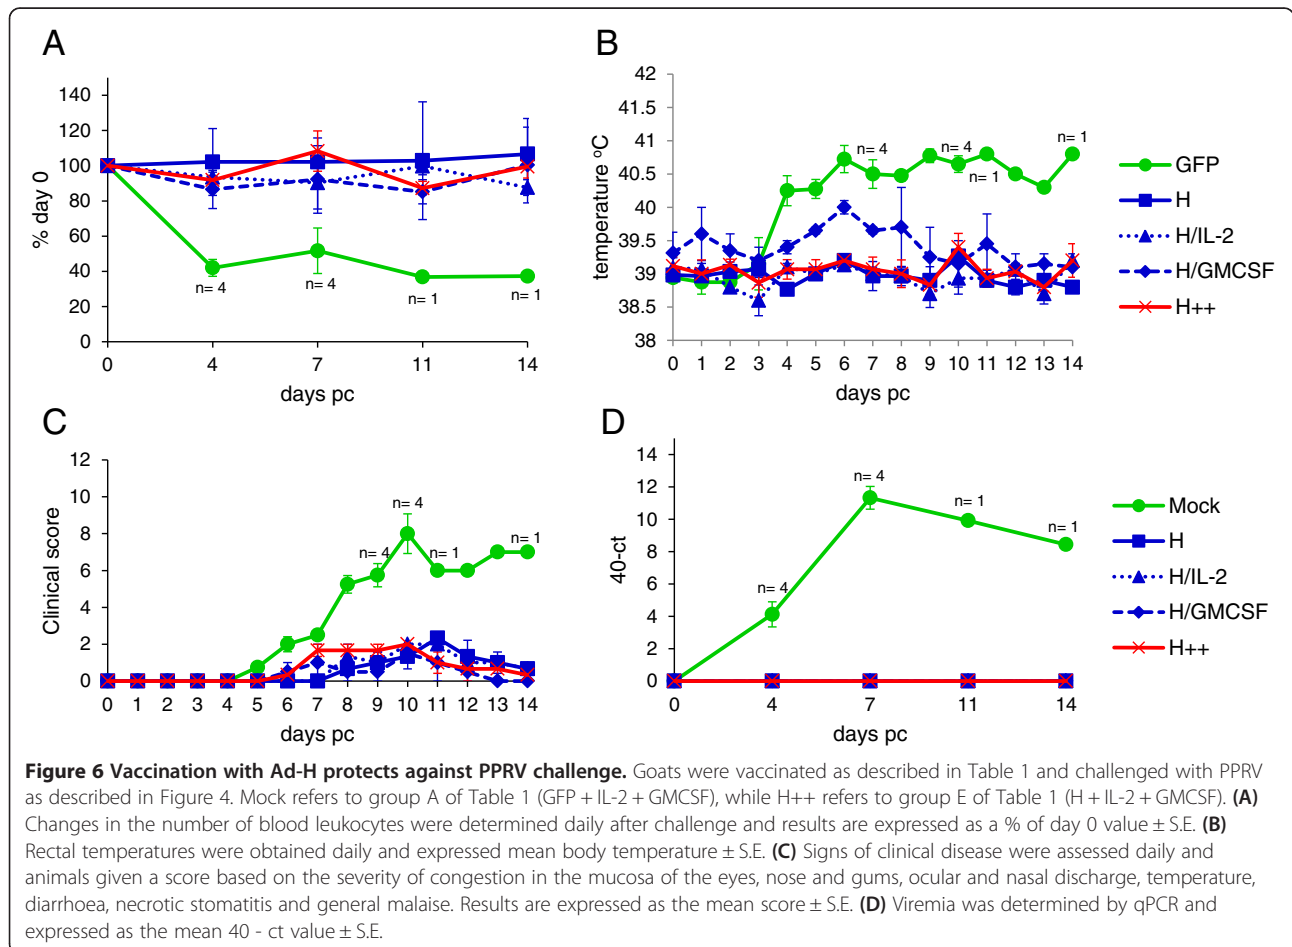 A
% day 0
140
120
100
80
60
40
20
0
n= 4
n= 4
n= 1
n= 1
0 4 7 11 14
days pc
B
temperature ºC
42
41.5
41
40.5
40
39.5
39
38.5
38
n= 4
n= 4
n= 1
n= 1
0 1 2 3 4 5 6 7 8 9 10 11 12 13 14
days pc
GFP
H
H/IL-2
H/GMCSF
H++
C
Clinical score
12
10
8
6
4
2
0
n= 4
n= 4
n= 1
n= 1
0 1 2 3 4 5 6 7 8 9 10 11 12 13 14
days pc
D
40-ct
14
12
10
8
6
4
2
0
n= 4
n= 4
n= 1
n= 1
0 4 7 11 14
days pc
Mock
H
H/IL-2
H/GMCSF
H++
Figure 6 Vaccination with Ad-H protects against PPRV challenge. Goats were vaccinated as described in Table 1 and challenged with PPRV
as described in Figure 4. Mock refers to group A of Table 1 (GFP + IL-2 + GMCSF), while H++ refers to group E of Table 1 (H + IL-2 + GMCSF). (A)
Changes in the number of blood leukocytes were determined daily after challenge and results are expressed as a % of day 0 value ± S.E. (B)
Rectal temperatures were obtained daily and expressed mean body temperature ± S.E. (C) Signs of clinical disease were assessed daily and
animals given a score based on the severity of congestion in the mucosa of the eyes, nose and gums, ocular and nasal discharge, temperature,
diarrhoea, necrotic stomatitis and general malaise. Results are expressed as the mean score ± S.E. (D) Viremia was determined by qPCR and
expressed as the mean 40 - ct value ± S.E.